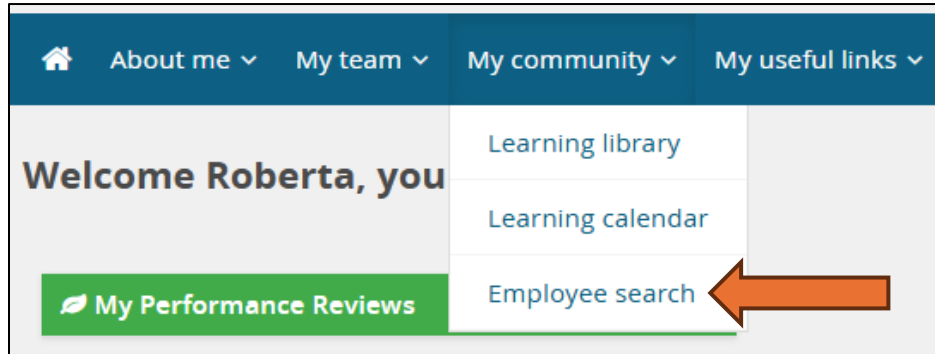 About me My team My community My useful links
Learning library
Welcome Roberta, you
Learning calendar
Employee search
My Performance Reviews